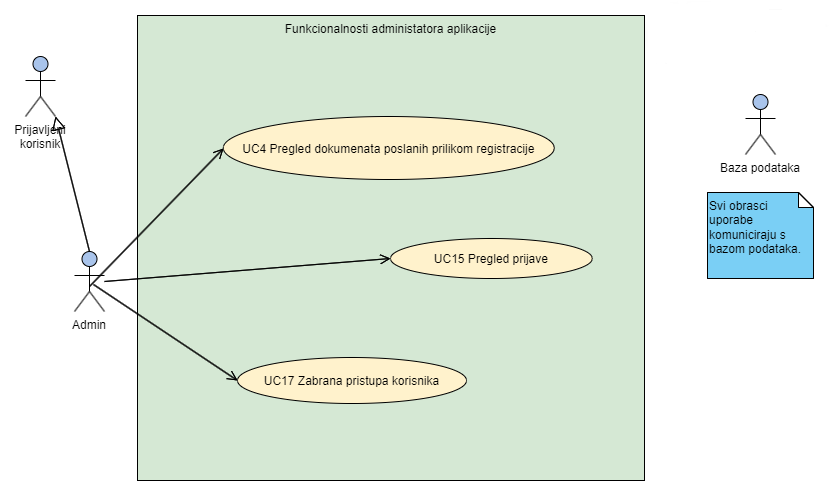 Funkcionalnosti administatora aplikacije
Prijavljeni
korisnik
UC4 Pregled dokumenata poslanih prilikom registracije
Baza podataka
Svi obrasci
uporabe
komuniciraju s
bazom podataka.
UC15 Pregled prijave
Admin
UC17 Zabrana pristupa korisnika